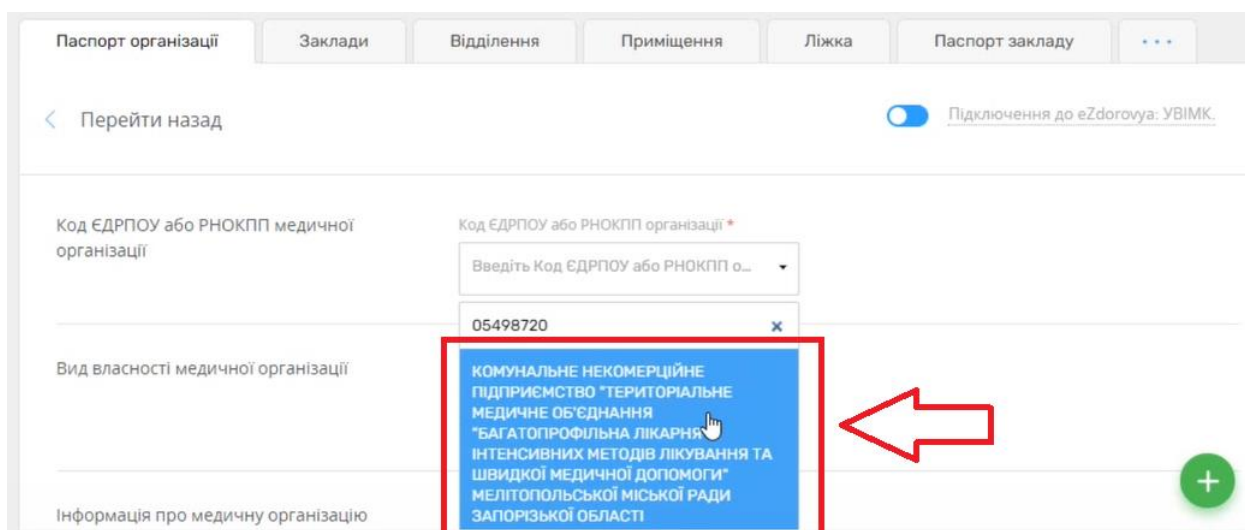 Паспорт організації Заклади Відділення Приміщення Ліжка Паспорт закладу
Перейти назад Підключення до eZdorovya: УВІМК.
Код ЄДРПОУ або РНОКПП медичної
організації
Код ЄДРПОУ або РНОКПП організації *
Введіть Код ЄДРПОУ або РНОКПП о...
05498720
Вид власності медичної організації
КОМУНАЛЬНЕ НЕКОМЕРЦІЙНЕ
ПІДПРИЄМСТВО "ТЕРИТОРІАЛЬНЕ
МЕДИЧНЕ ОБ'ЄДНАННЯ
"БАГАТОПРОФІЛЬНА ЛІКАРНЯ
ІНТЕНСИВНИХ МЕТОДІВ ЛІКУВАННЯ ТА
ШВИДКОЇ МЕДИЧНОЇ ДОПОМОГИ"
МЕЛІТОПОЛЬСЬКОЇ МІСЬКОЇ РАДИ
ЗАПОРІЗЬКОЇ ОБЛАСТІ
Інформація про медичну організацію